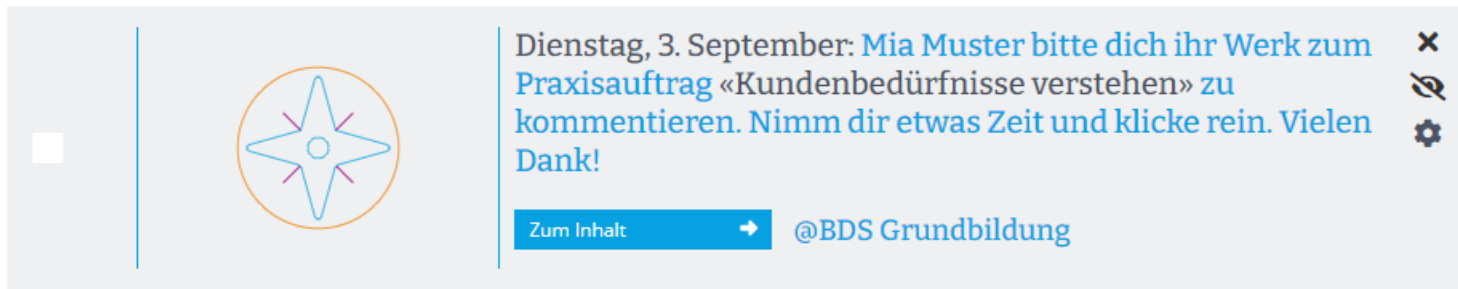 Dienstag, 3. September: Mia Muster bitte dich ihr Werk zum
Praxisauftrag «Kundenbedürfnisse verstehen» zu
kommentieren. Nimm dir etwas Zeit und klicke rein. Vielen
Dank!
Zum Inhalt @BDS Grundbildung